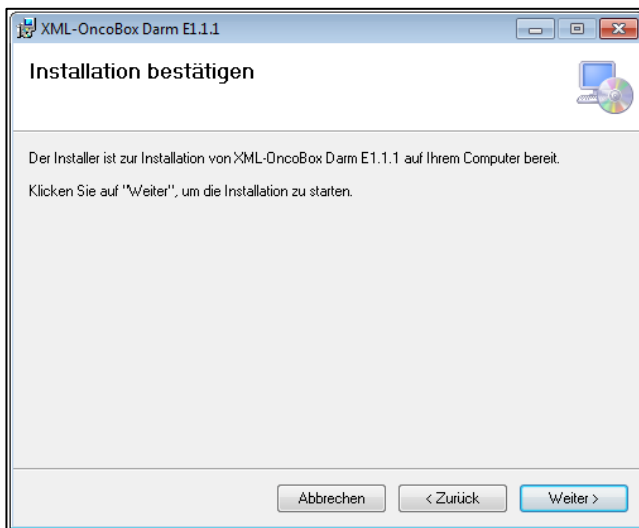 XML-OncoBox Darm E1.1.1
Installation bestätigen
Der Installer ist zur Installation von XML-OncoBox Darm E1.1.1 auf Ihrem Computer bereit.
Klicken Sie auf "Weiter", um die Installation zu starten.
Abbrechen
< Zurück
Weiter >